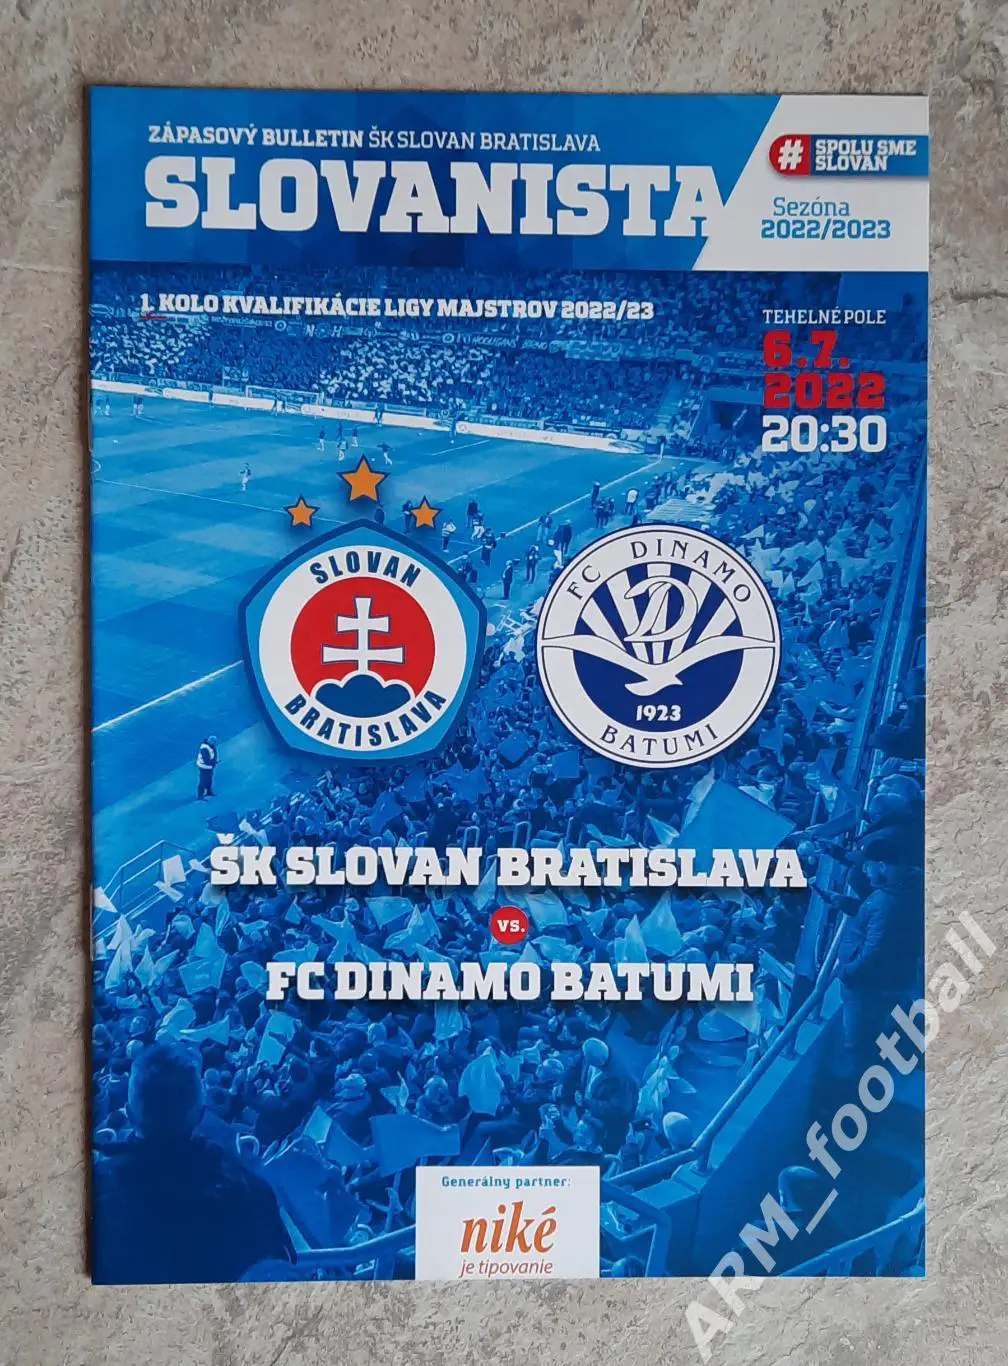 ZÁPASOVÝ BULLETIN ŠK SLOVAN BRATISLAVA
SLOVANISTA
# SPOLU SME
SLOVAN
Sezóna
2022/2023
1. KOLO KVALIFIKÁCIE LIGY MAJSTROV 2022/23
TEHELNÉ POLE
6.7.
2022
20:30
SLOVAN
BRATISLAVA
FC DINAMO
D
1923
BATUMI
ŠK SLOVAN BRATISLAVA
vs.
FC DINAMO BATUMI
Generálny partner:
niké
je tipovanie
ARM_football